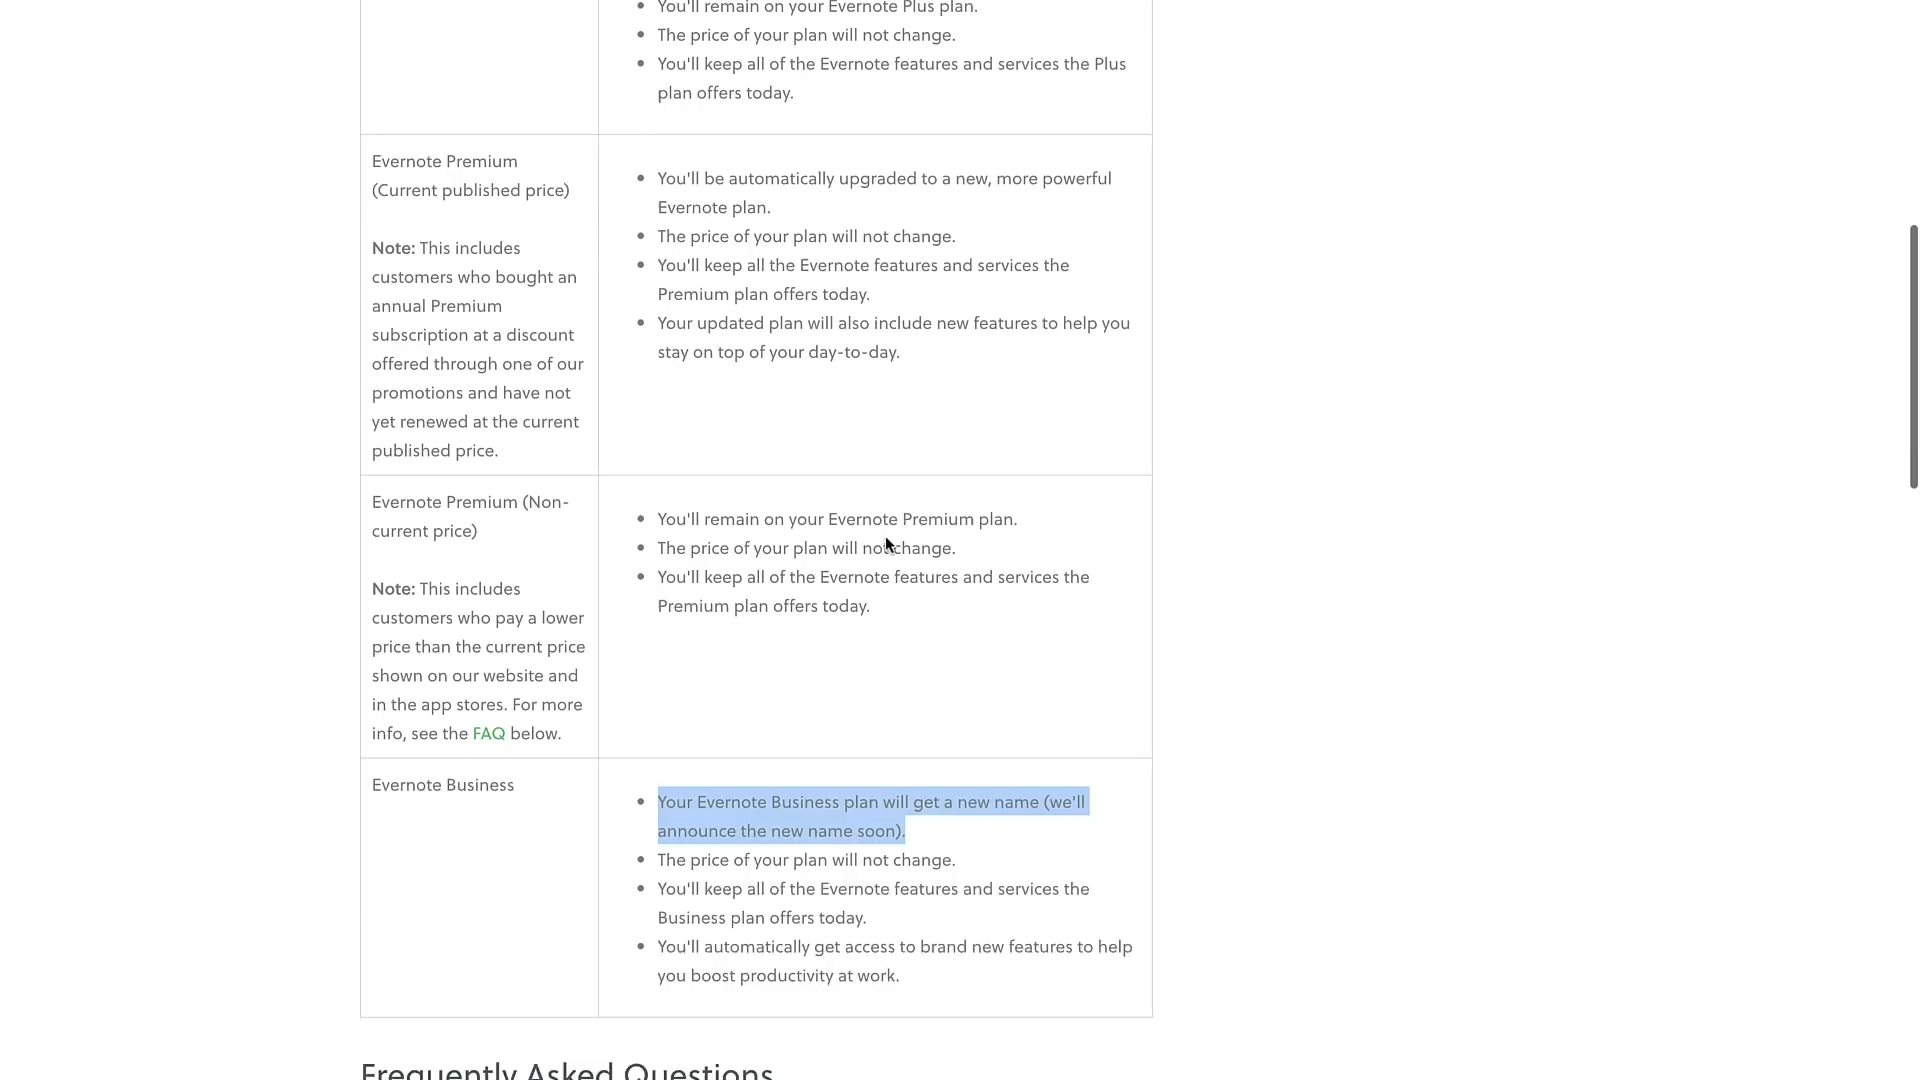 You'll remain on your Evernote Plus plan.
The price of your plan will not change.
You'll keep all of the Evernote features and services the Plus
plan offers today.
Evernote Premium
(Current published price)
Note: This includes
customers who bought an
annual Premium
subscription at a discount
offered through one of our
promotions and have not
yet renewed at the current
published price.
You'll be automatically upgraded to a new, more powerful
Evernote plan.
The price of your plan will not change.
You'll keep all the Evernote features and services the
Premium plan offers today.
Your updated plan will also include new features to help you
stay on top of your day-to-day.
Evernote Premium (Non-
current price)
Note: This includes
customers who pay a lower
price than the current price
shown on our website and
in the app stores. For more
info, see the FAQ below.
You'll remain on your Evernote Premium plan.
The price of your plan will not change.
You'll keep all of the Evernote features and services the
Premium plan offers today.
Evernote Business
Your Evernote Business plan will get a new name (we'll
announce the new name soon).
The price of your plan will not change.
You'll keep all of the Evernote features and services the
Business plan offers today.
You'll automatically get access to brand new features to help
you boost productivity at work.
Frequently Asked Questions